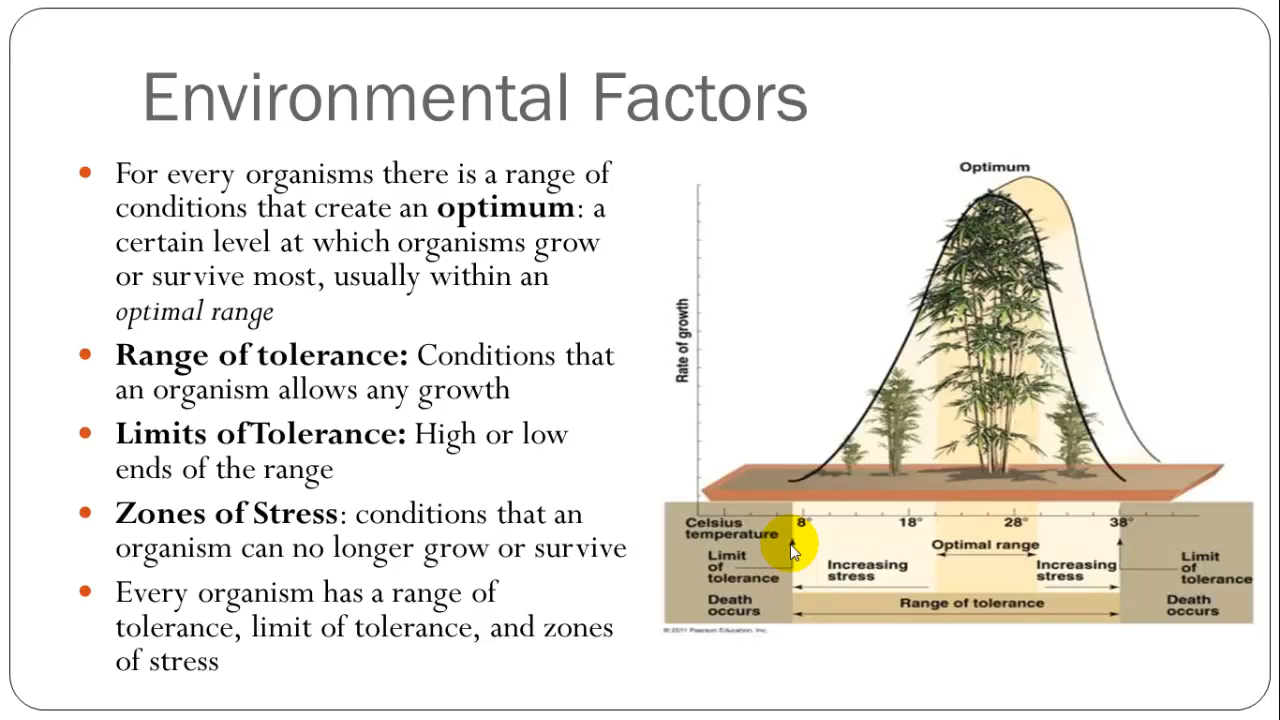 Environmental Factors
For every organisms there is a range of
conditions that create an optimum: a
certain level at which organisms grow
or survive most, usually within an
optimal range
Range of tolerance: Conditions that
an organism allows any growth
Limits of Tolerance: High or low
ends of the range
Zones of Stress: conditions that an
organism can no longer grow or survive
Every organism has a range of
tolerance, limit of tolerance, and zones
of stress
Optimum
Rate of growth
Celsius
temperature
8°
18°
28°
38°
Optimal range
Limit
of
tolerance
Increasing
stress
Increasing
stress
Limit
of
tolerance
Death
occurs
Range of tolerance
Death
occurs
© 2011 Pearson Education, Inc.